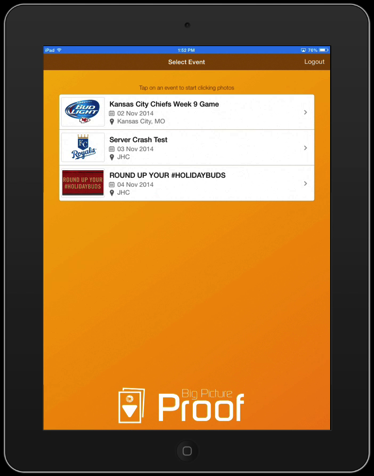 iPad
1:53 PM
76%
Select Event
Logout
Tap on an event to start clicking photos
BUD LIGHT
Kansas City Chiefs Week 9 Game
02 Nov 2014
Kansas City, MO
KC
Royals
Server Crash Test
03 Nov 2014
JHC
ROUND UP YOUR
#HOLIDAYBUDS
ROUND UP YOUR #HOLIDAYBUDS
04 Nov 2014
JHC
Big Picture
Proof